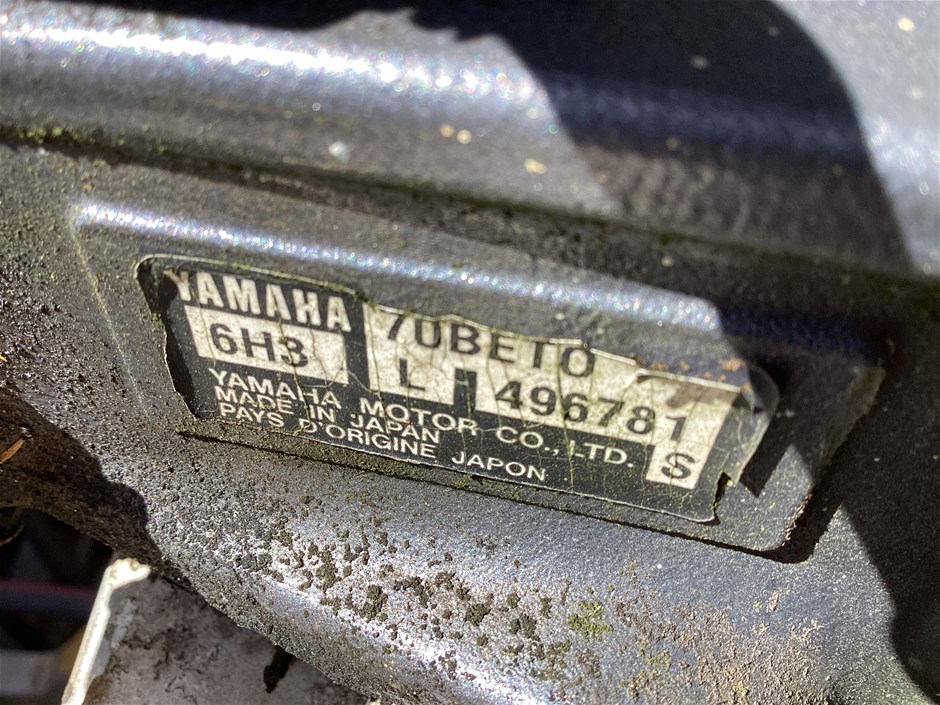 YAMAHA 70BETO
6H3 L 496781
YAMAHA MOTOR CO., LTD.
MADE IN JAPAN S
PAYS D'ORIGINE JAPON